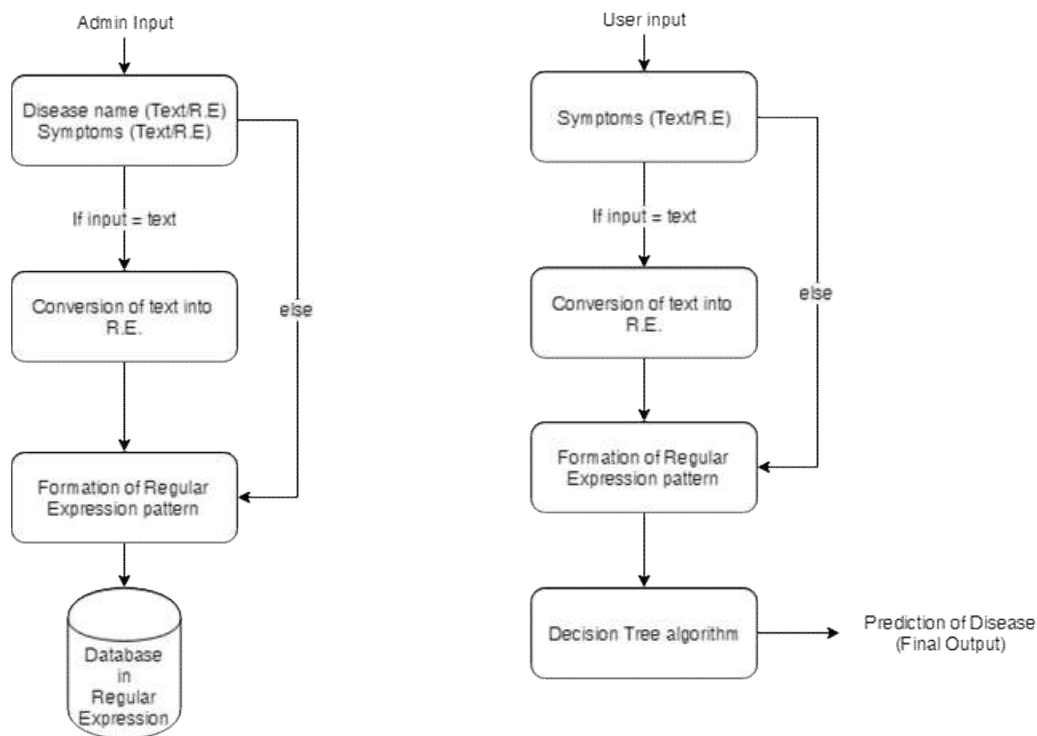 Admin Input
Disease name (Text/R.E)
Symptoms (Text/R.E)
If input = text
else
Conversion of text into
R.E.
Formation of Regular
Expression pattern
Database
in
Regular
Expression
User input
Symptoms (Text/R.E)
If input = text
else
Conversion of text into
R.E.
Formation of Regular
Expression pattern
Decision Tree algorithm
Prediction of Disease
(Final Output)